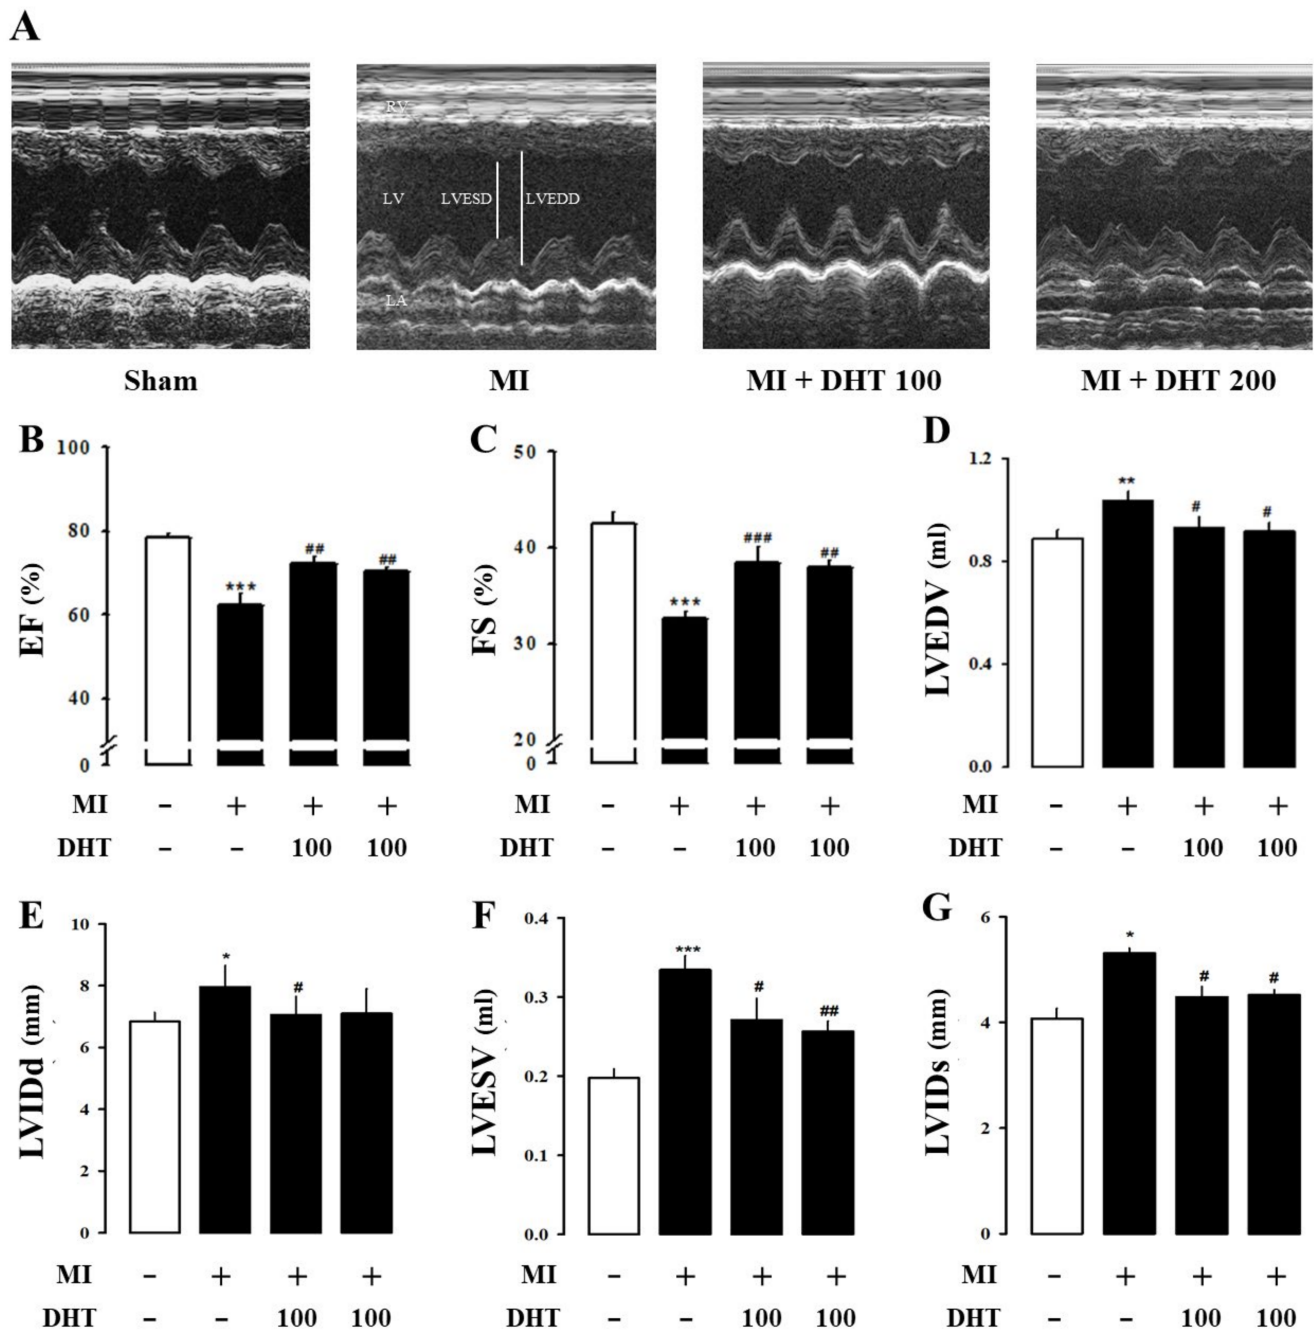 A
RV
LV LVESD LVEDD
LA
Sham MI MI + DHT 100 MI + DHT 200
B
EF (%)
100
80
60
40
0
***
##
##
MI − + + +
DHT − − 100 100
C
FS (%)
50
40
30
20
0
***
###
##
MI − + + +
DHT − − 100 100
D
LVEDV (ml)
1.2
0.8
0.4
0.0
**
#
#
MI − + + +
DHT − − 100 100
E
LVIDd (mm)
10
8
6
4
2
0
*
#
MI − + + +
DHT − − 100 100
F
LVESV (ml)
0.4
0.3
0.2
0.1
0.0
***
#
##
MI − + + +
DHT − − 100 100
G
LVIDs (mm)
6
4
2
0
*
#
#
MI − + + +
DHT − − 100 100